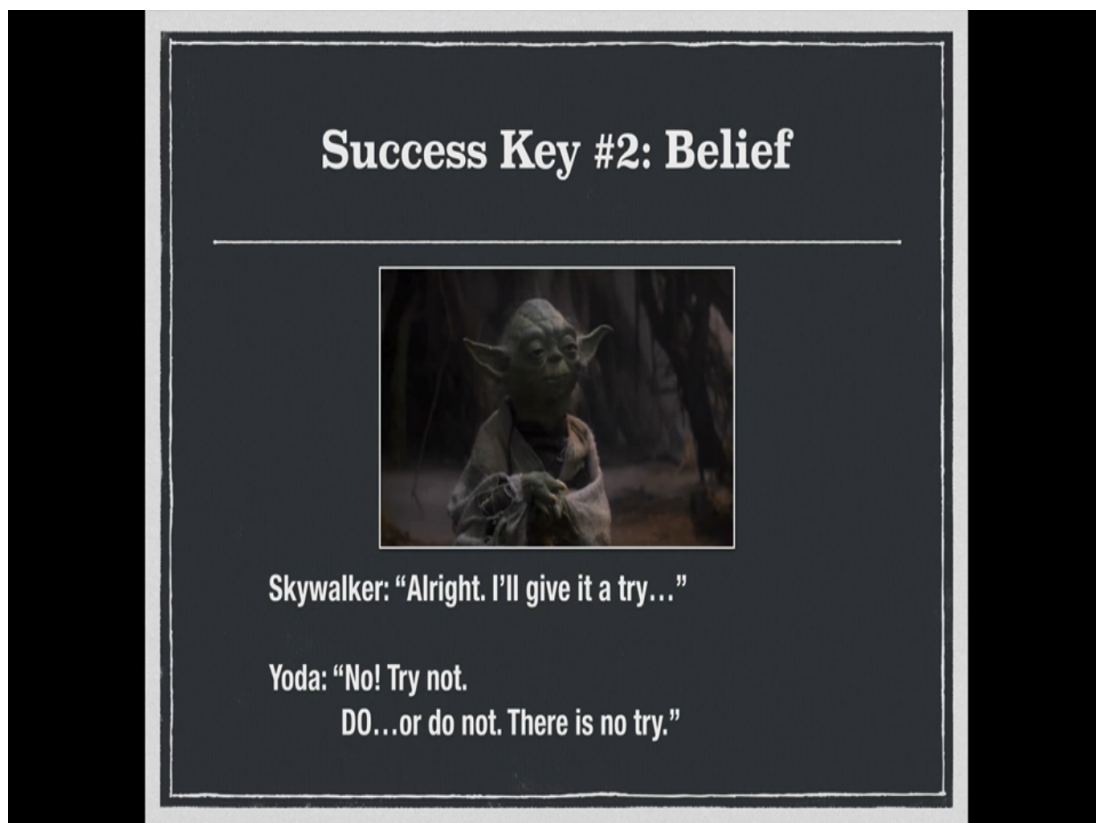 Success Key #2: Belief
Skywalker: “Alright. I’ll give it a try…”
Yoda: “No! Try not.
DO…or do not. There is no try.”